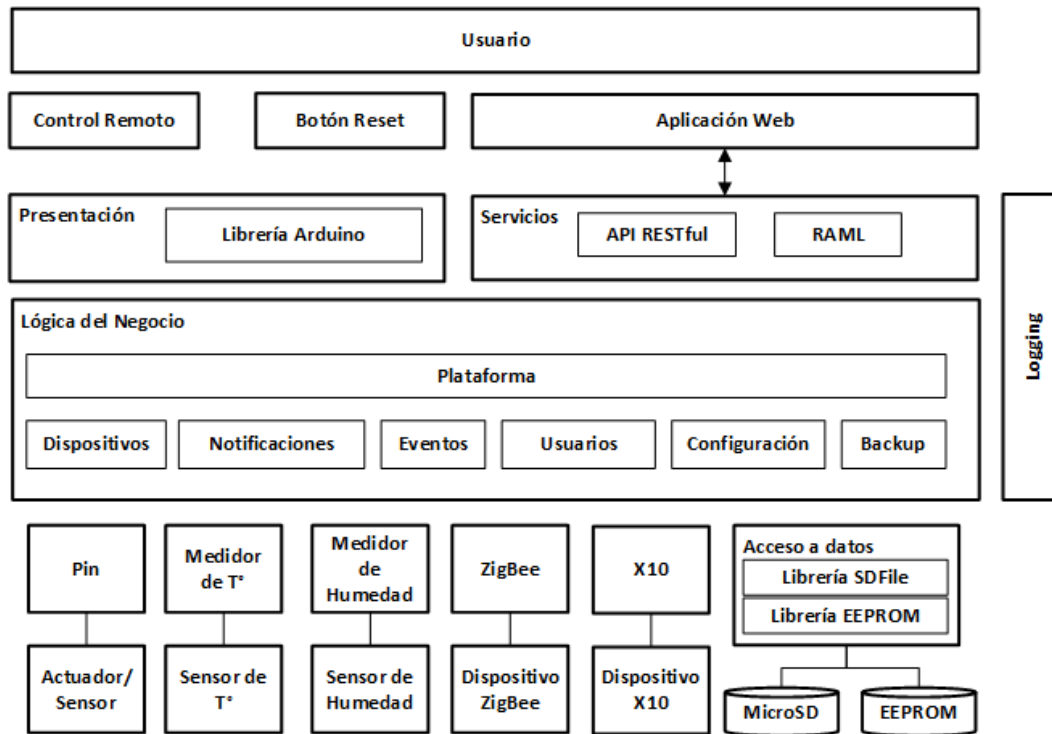 Usuario
Control Remoto
Botón Reset
Aplicación Web
Presentación
Librería Arduino
Servicios
API RESTful
RAML
Logging
Lógica del Negocio
Plataforma
Dispositivos
Notificaciones
Eventos
Usuarios
Configuración
Backup
Pin
Medidor
de T°
Medidor
de
Humedad
ZigBee
X10
Acceso a datos
Librería SDFile
Librería EEPROM
Actuador/
Sensor
Sensor de
T°
Sensor de
Humedad
Dispositivo
ZigBee
Dispositivo
X10
MicroSD
EEPROM